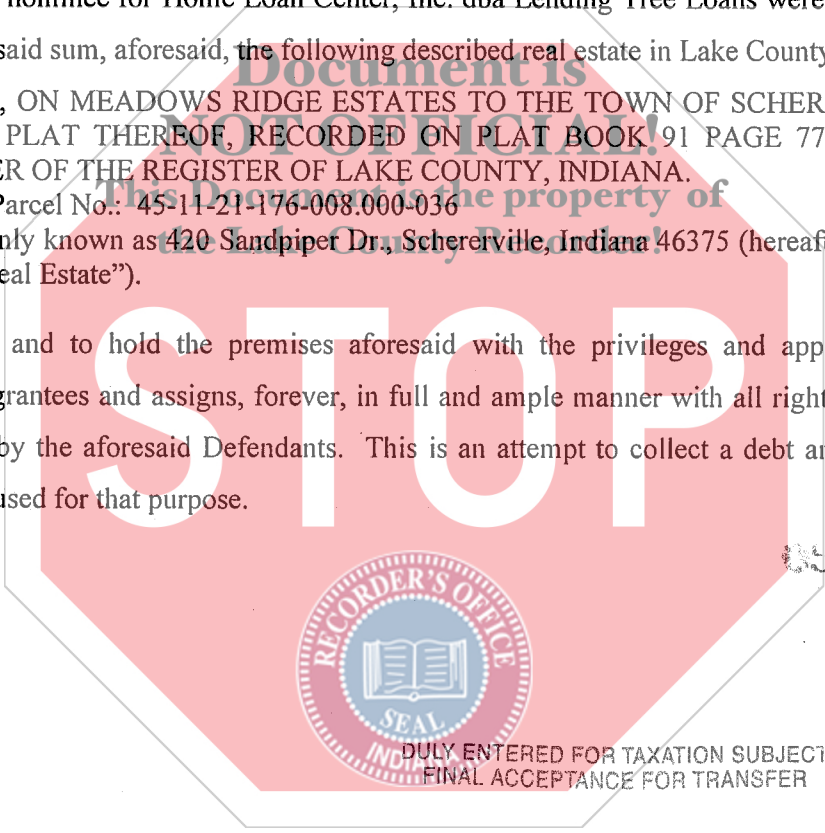 nominee for Home Loan Center, Inc. dba Lending Tree Loans were
said sum, aforesaid, the following described real estate in Lake County
Document is
, ON MEADOWS RIDGE ESTATES TO THE TOWN OF SCHER
NOT OFFICIAL!
PLAT THEREOF, RECORDED ON PLAT BOOK 91 PAGE 77
ER OF THE REGISTER OF LAKE COUNTY, INDIANA.
This Document is the property of
Parcel No.: 45-11-21-176-008.000-036
the Lake County Recorder!
nly known as 420 Sandpiper Dr., Schererville, Indiana 46375 (hereaf
eal Estate").
STOP
and to hold the premises aforesaid with the privileges and app
grantees and assigns, forever, in full and ample manner with all right
by the aforesaid Defendants. This is an attempt to collect a debt an
used for that purpose.
RECORDER'S OFFICE
SEAL
INDIANA
DULY ENTERED FOR TAXATION SUBJECT
FINAL ACCEPTANCE FOR TRANSFER